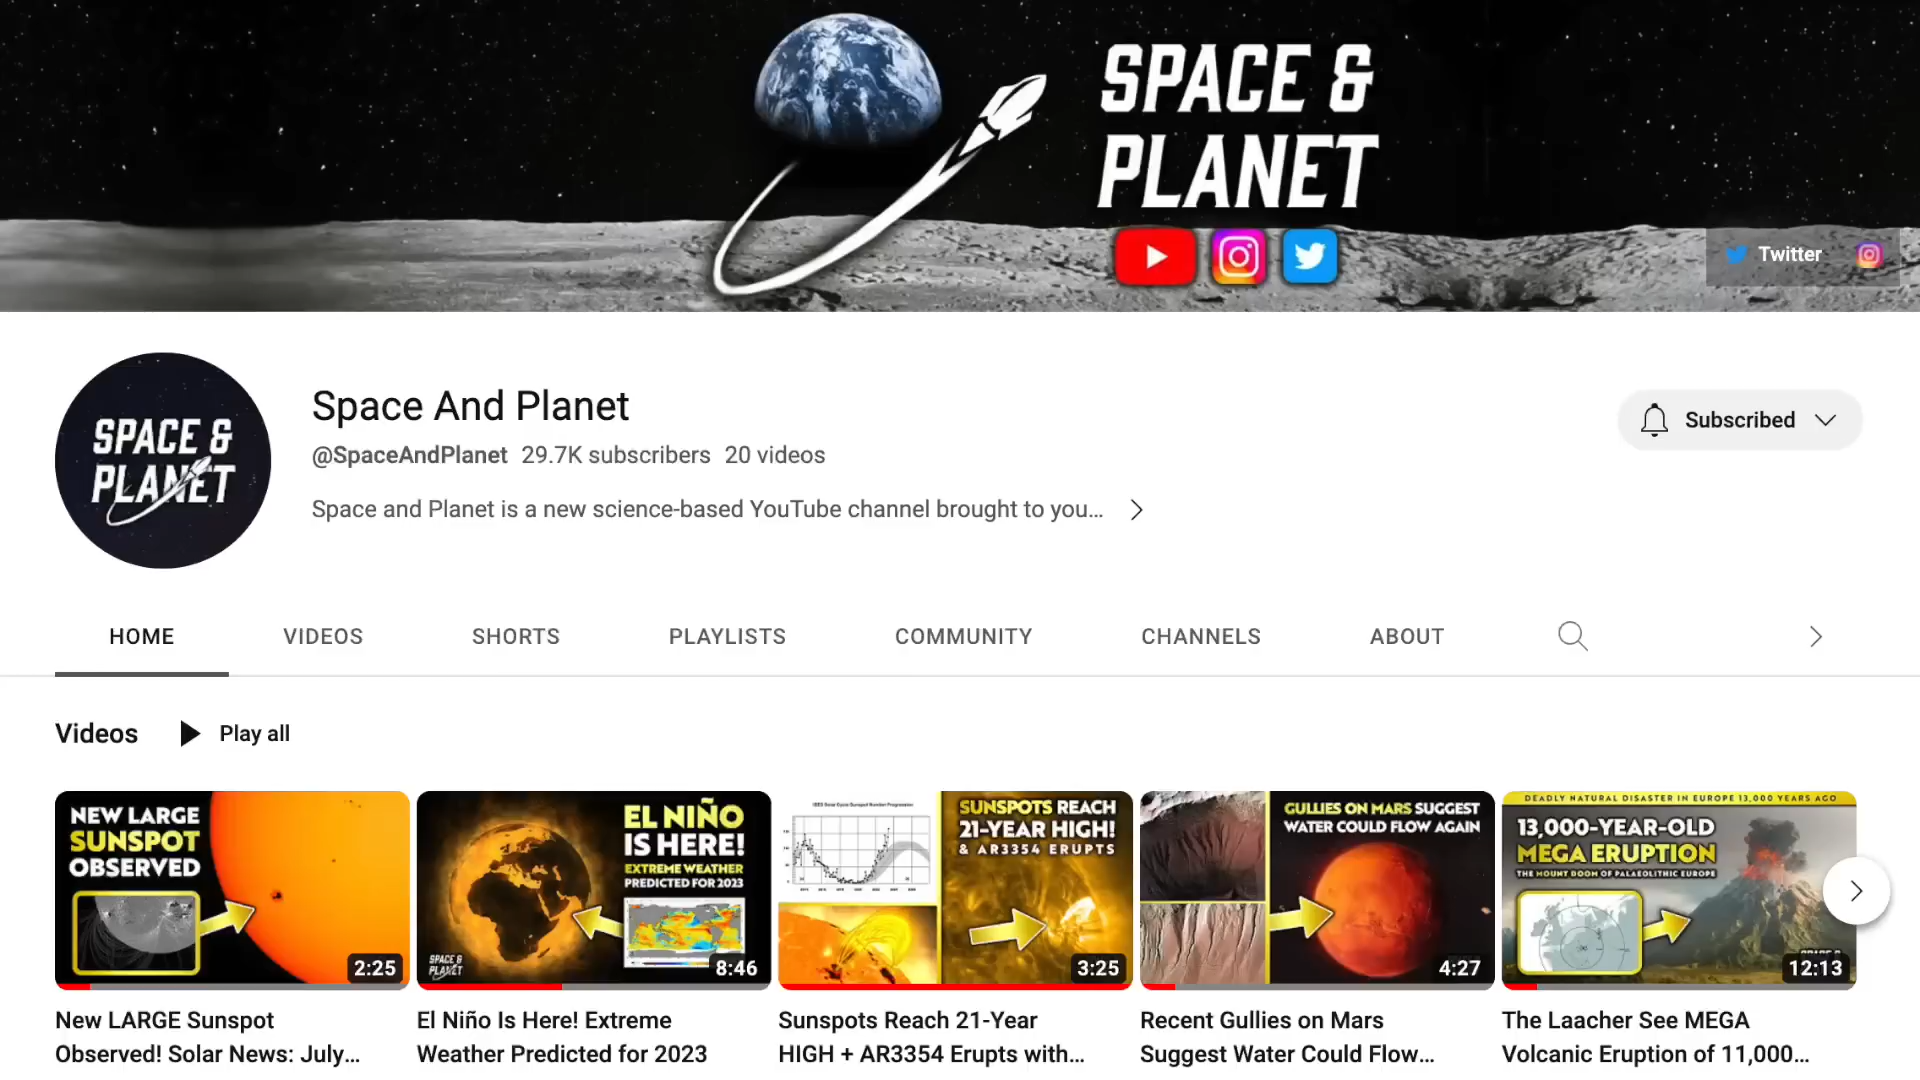 SPACE &
PLANET
Twitter
SPACE &
PLANET
Space And Planet
@SpaceAndPlanet 29.7K subscribers 20 videos
Space and Planet is a new science-based YouTube channel brought to you...
Subscribed
HOME VIDEOS SHORTS PLAYLISTS COMMUNITY CHANNELS ABOUT
Videos Play all
NEW LARGE
SUNSPOT
OBSERVED
2:25
EL NIÑO
IS HERE!
EXTREME WEATHER
PREDICTED FOR 2023
SPACE &
PLANET
8:46
SUNSPOTS REACH
21-YEAR HIGH!
& AR3354 ERUPTS
3:25
GULLIES ON MARS SUGGEST
WATER COULD FLOW AGAIN
4:27
DEADLY NATURAL DISASTER IN EUROPE 13,000 YEARS AGO
13,000-YEAR-OLD
MEGA ERUPTION
THE MOUNT DOOM OF PALAEOLITHIC EUROPE
12:13
New LARGE Sunspot
Observed! Solar News: July...
El Niño Is Here! Extreme
Weather Predicted for 2023
Sunspots Reach 21-Year
HIGH + AR3354 Erupts with...
Recent Gullies on Mars
Suggest Water Could Flow...
The Laacher See MEGA
Volcanic Eruption of 11,000...